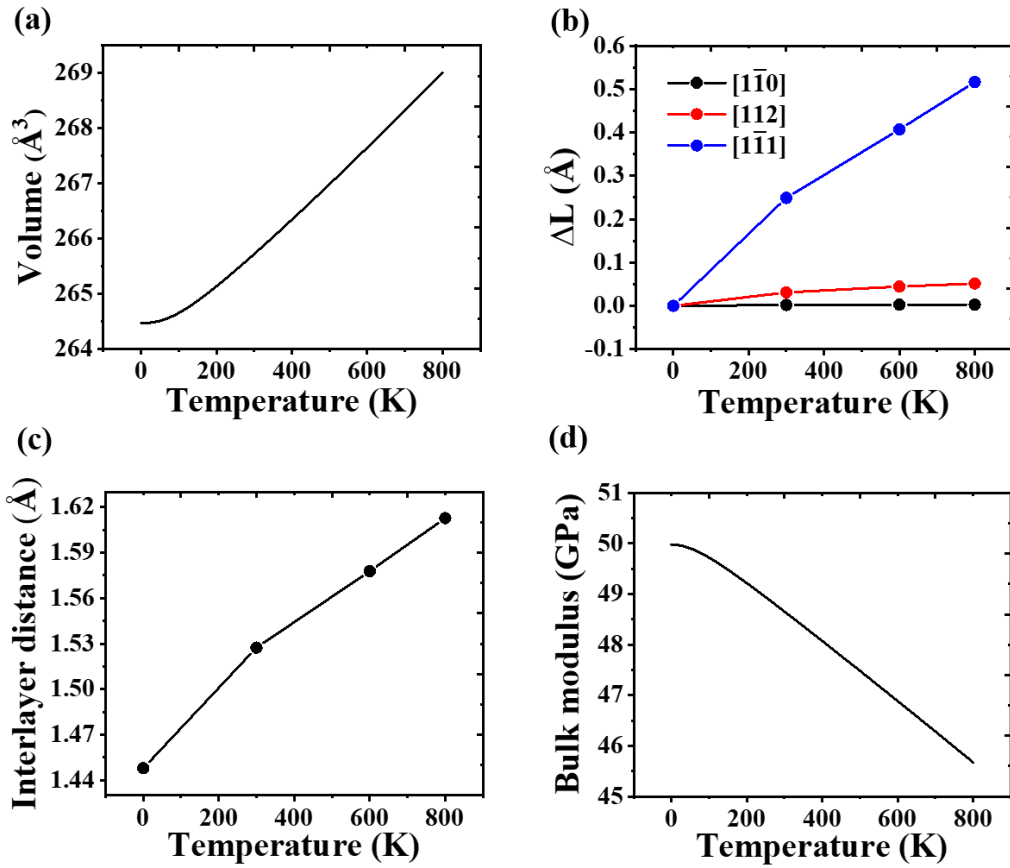 (a)
Volume (Å³)
269
268
267
266
265
264
0 200 400 600 800
Temperature (K)
(b)
ΔL (Å)
0.6
0.5
0.4
0.3
0.2
0.1
0.0
-0.1
[11̄0]
[112]
[11̄1]
0 200 400 600 800
Temperature (K)
(c)
Interlayer distance (Å)
1.62
1.59
1.56
1.53
1.50
1.47
1.44
0 200 400 600 800
Temperature (K)
(d)
Bulk modulus (GPa)
51
50
49
48
47
46
45
0 200 400 600 800
Temperature (K)